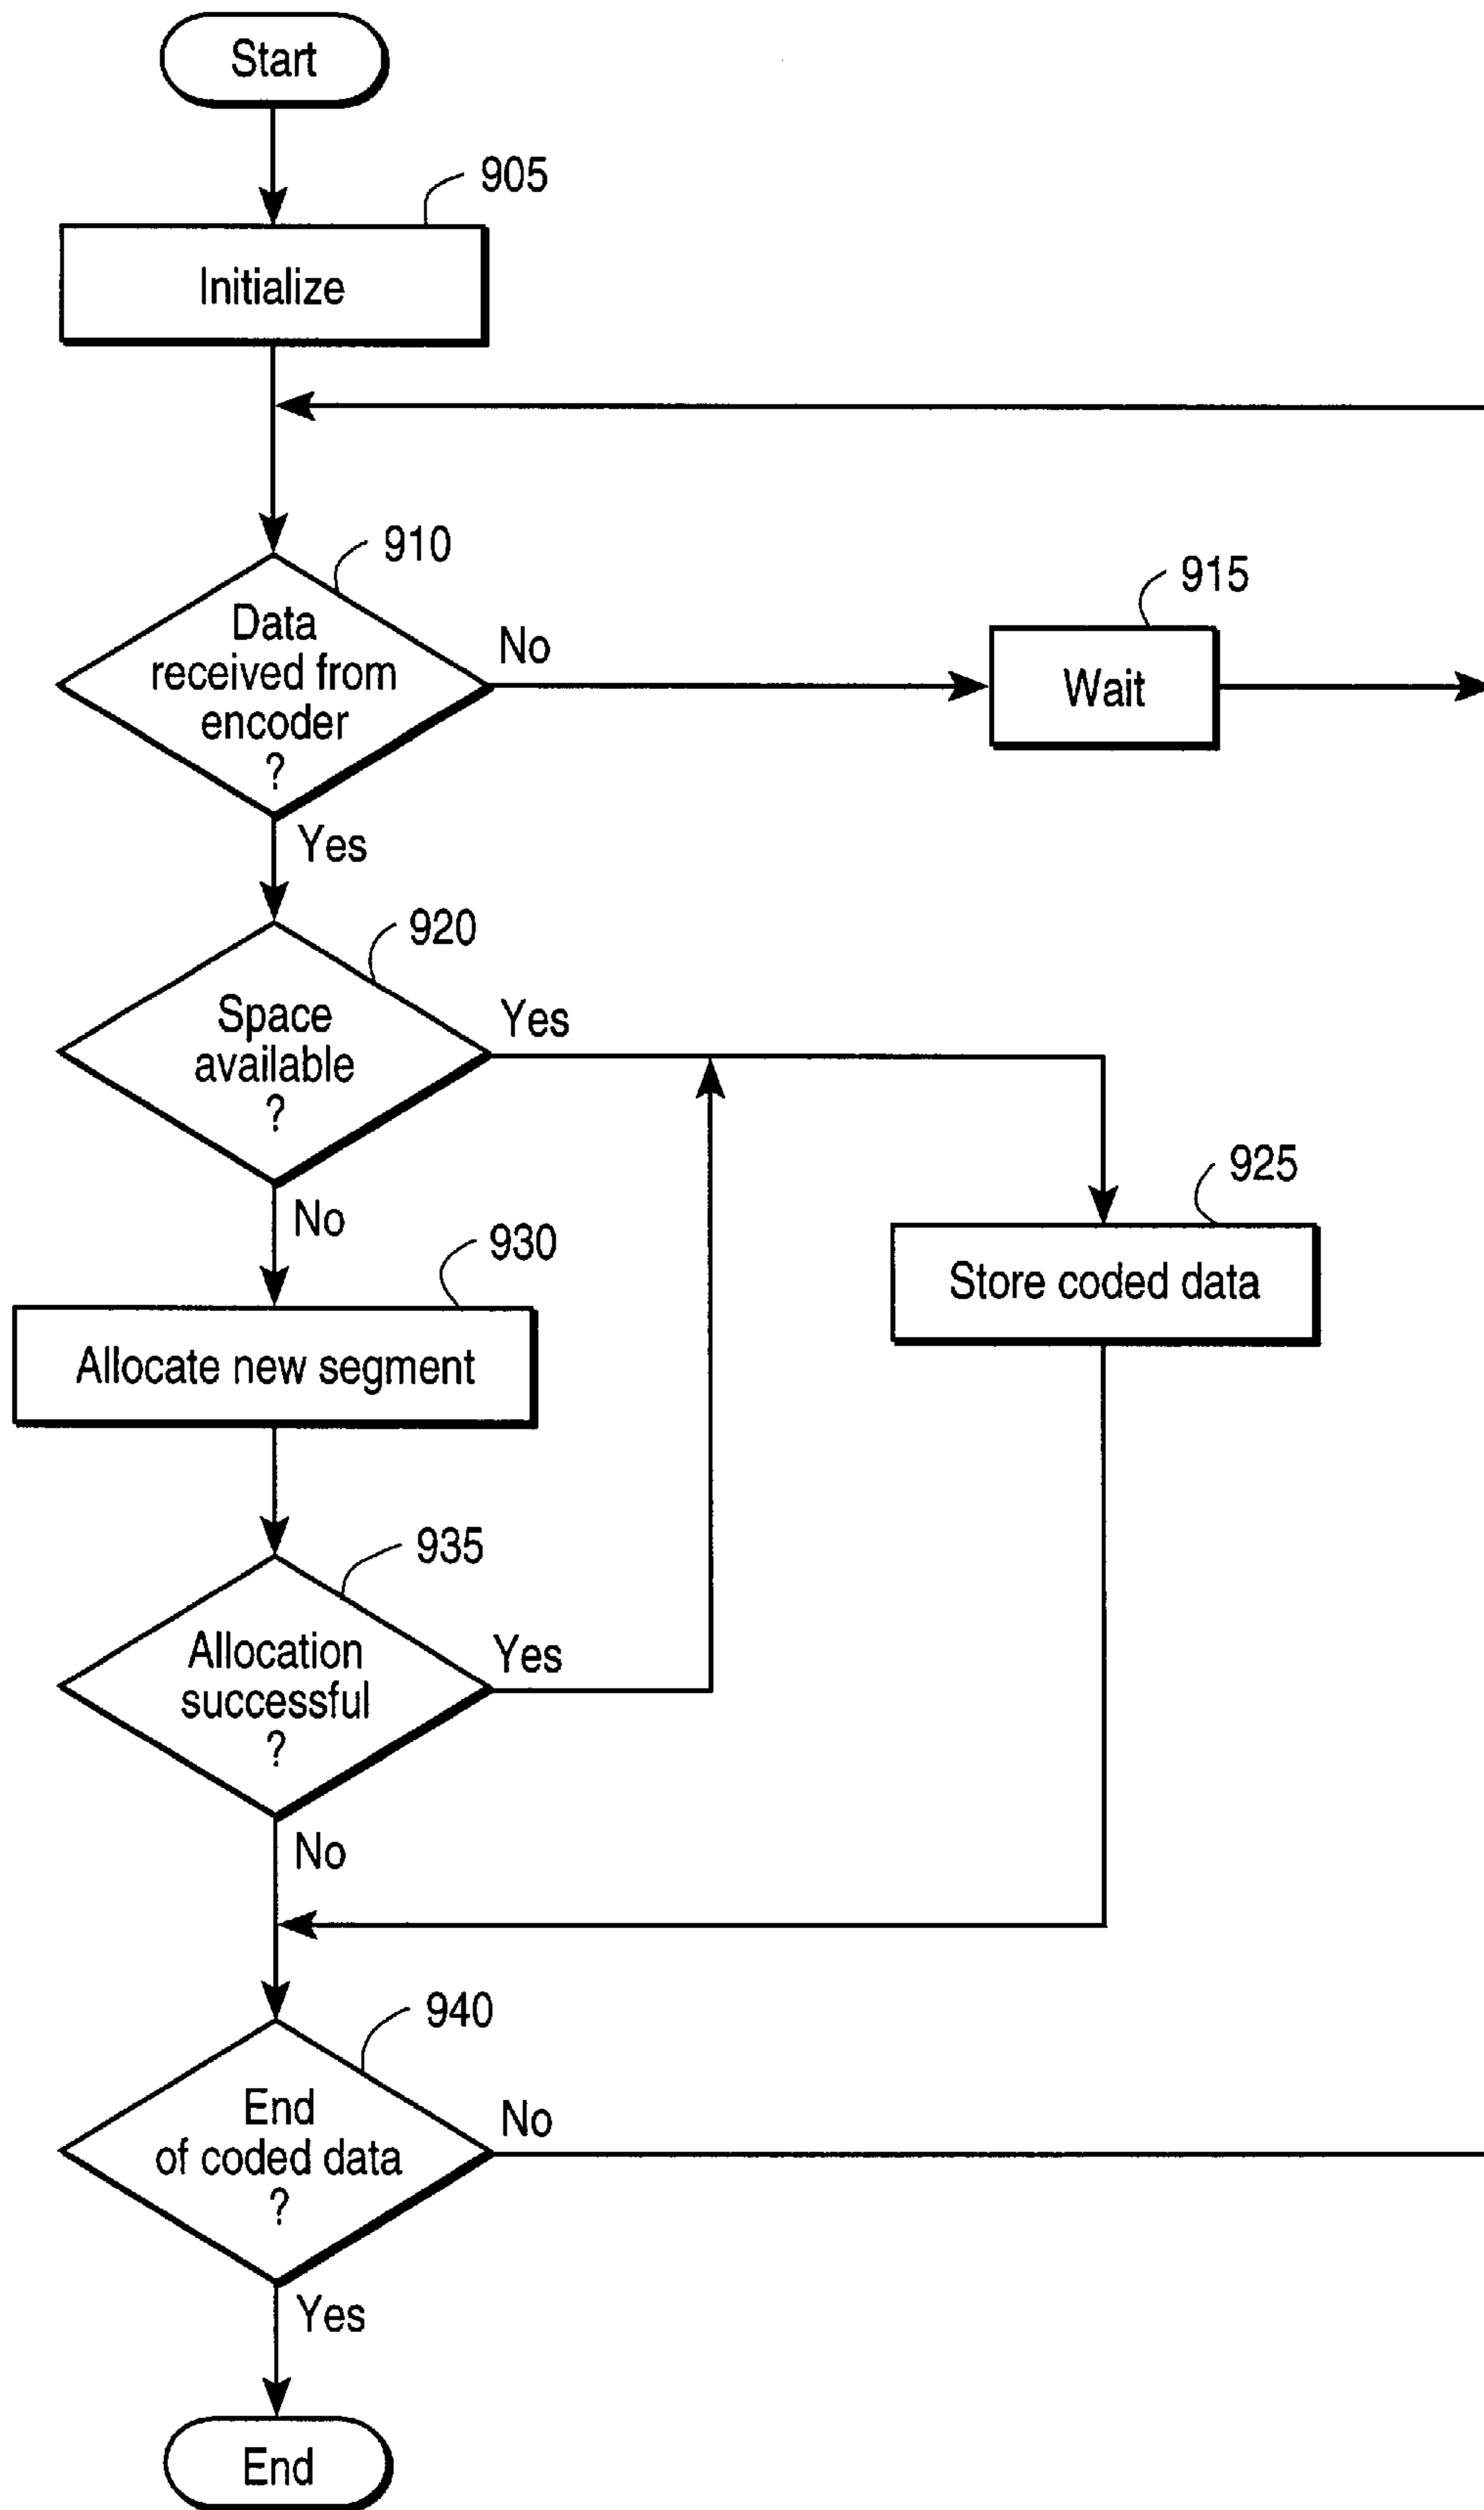 Start
905
Initialize
910
Data
received from
encoder
?
No
915
Wait
Yes
920
Space
available
?
Yes
925
Store coded data
No
930
Allocate new segment
935
Allocation
successful
?
Yes
No
940
End
of coded data
?
No
Yes
End